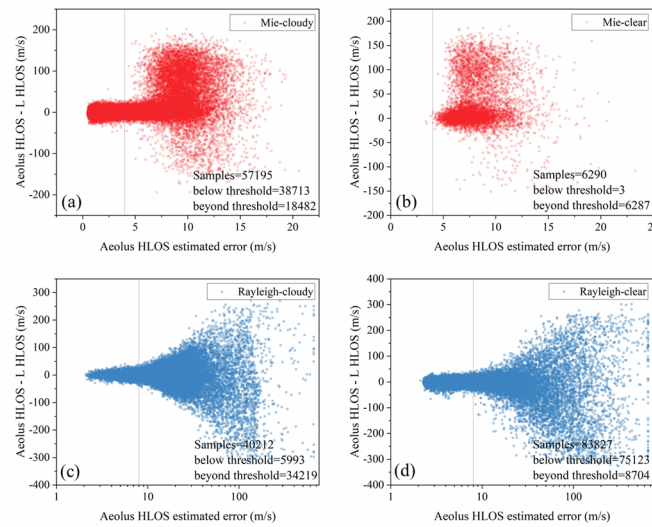 Mie-cloudy
200
100
0
-100
-200
Aeolus HLOS - L HLOS (m/s)
Samples=57195
below threshold=38713
beyond threshold=18482
(a)
0
5
10
15
20
Aeolus HLOS estimated error (m/s)
Mie-clear
200
150
100
50
0
-50
-100
-150
-200
Aeolus HLOS - L HLOS (m/s)
Samples=6290
below threshold=3
beyond threshold=6287
(b)
0
5
10
15
20
25
Aeolus HLOS estimated error (m/s)
Rayleigh-cloudy
300
200
100
0
-100
-200
-300
-400
Aeolus HLOS - L HLOS (m/s)
Samples=40212
below threshold=5993
beyond threshold=34219
(c)
1
10
100
Aeolus HLOS estimated error (m/s)
Rayleigh-clear
400
300
200
100
0
-100
-200
-300
-400
Aeolus HLOS - L HLOS (m/s)
Samples=83827
below threshold=75123
beyond threshold=8704
(d)
1
10
100
Aeolus HLOS estimated error (m/s)